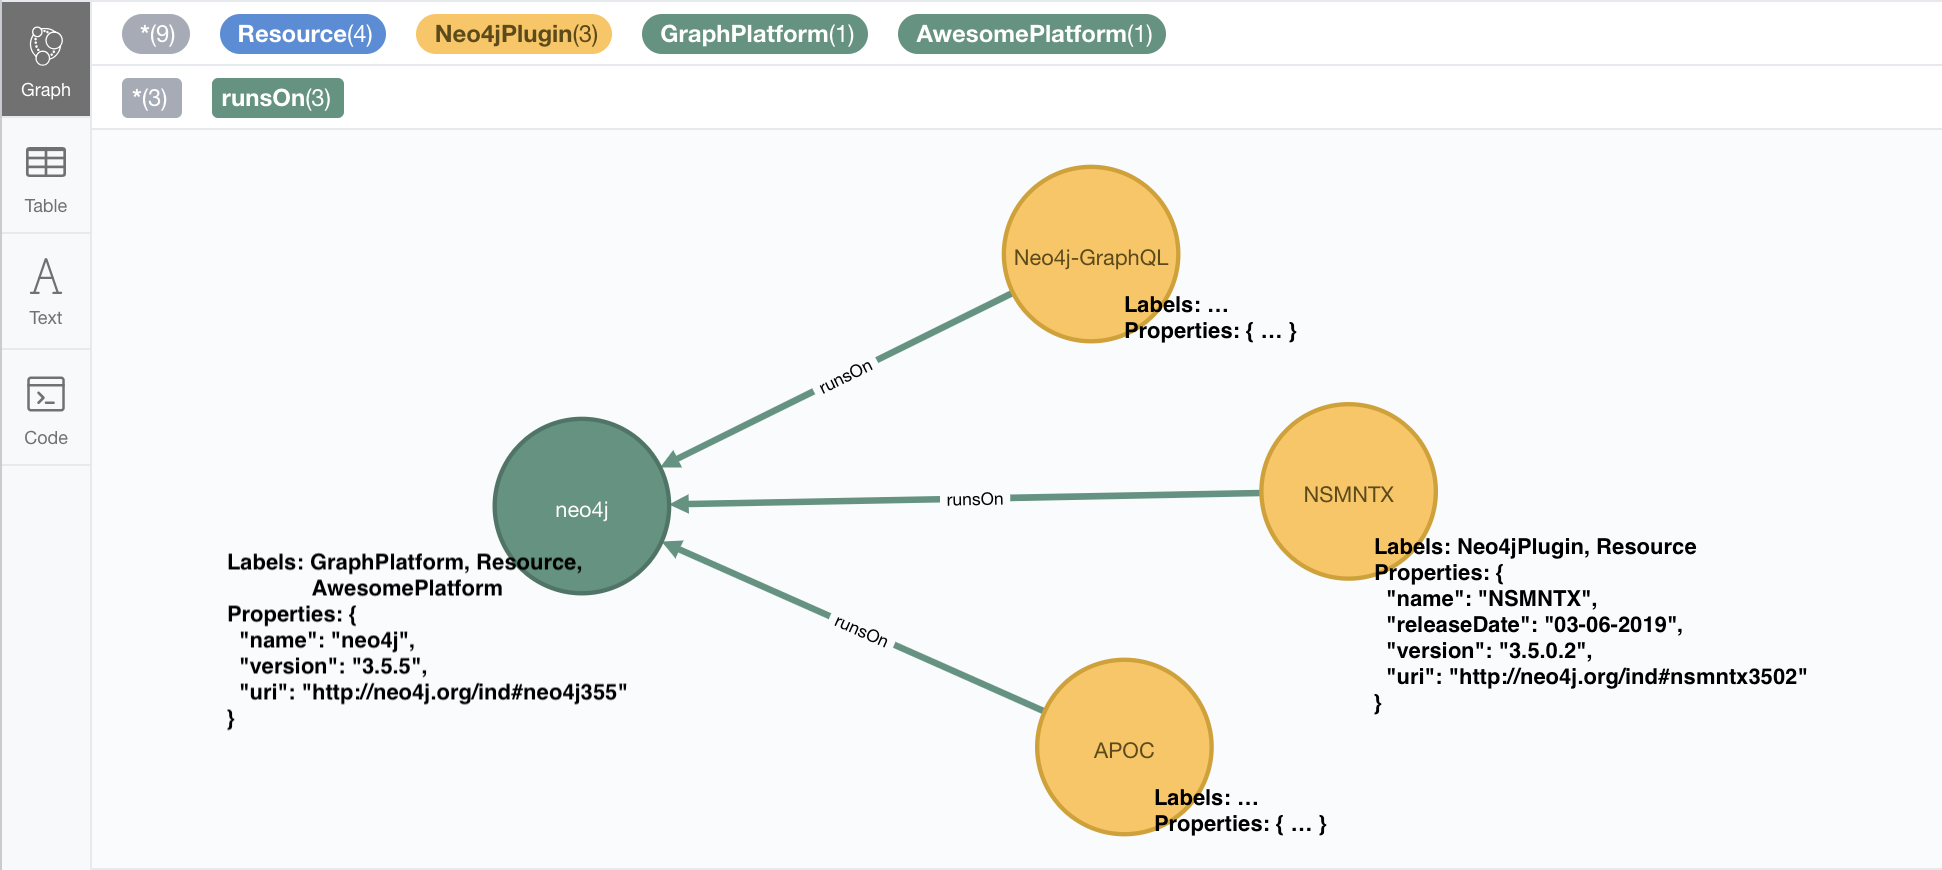 *(9) Resource(4) Neo4jPlugin(3) GraphPlatform(1) AwesomePlatform(1)
*(3) runsOn(3)
Graph
Table
Text
Code
Neo4j-GraphQL
Labels: ...
Properties: { ... }
runsOn
neo4j
Labels: GraphPlatform, Resource,
AwesomePlatform
Properties: {
"name": "neo4j",
"version": "3.5.5",
"uri": "http://neo4j.org/ind#neo4j355"
}
runsOn
NSMNTX
Labels: Neo4jPlugin, Resource
Properties: {
"name": "NSMNTX",
"releaseDate": "03-06-2019",
"version": "3.5.0.2",
"uri": "http://neo4j.org/ind#nsmntx3502"
}
runsOn
APOC
Labels: ...
Properties: { ... }